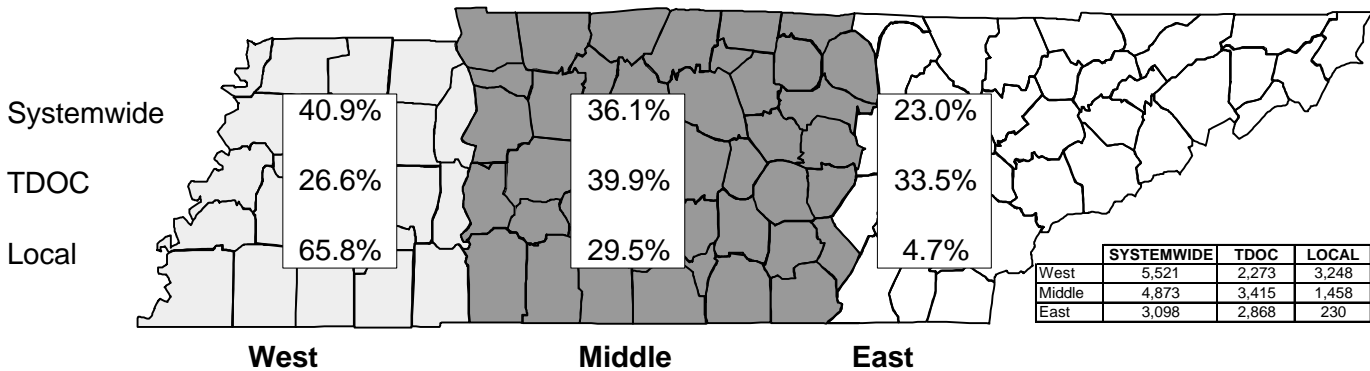 Systemwide 40.9% 36.1% 23.0%
TDOC 26.6% 39.9% 33.5%
Local 65.8% 29.5% 4.7%
SYSTEMWIDE TDOC LOCAL
West 5,521 2,273 3,248
Middle 4,873 3,415 1,458
East 3,098 2,868 230
West Middle East